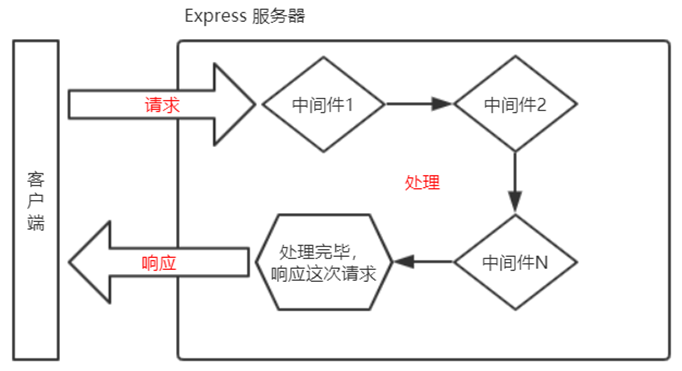 Express 服务器
请求
中间件1
中间件2
客户端
处理
响应
处理完毕，
响应这次请求
中间件N